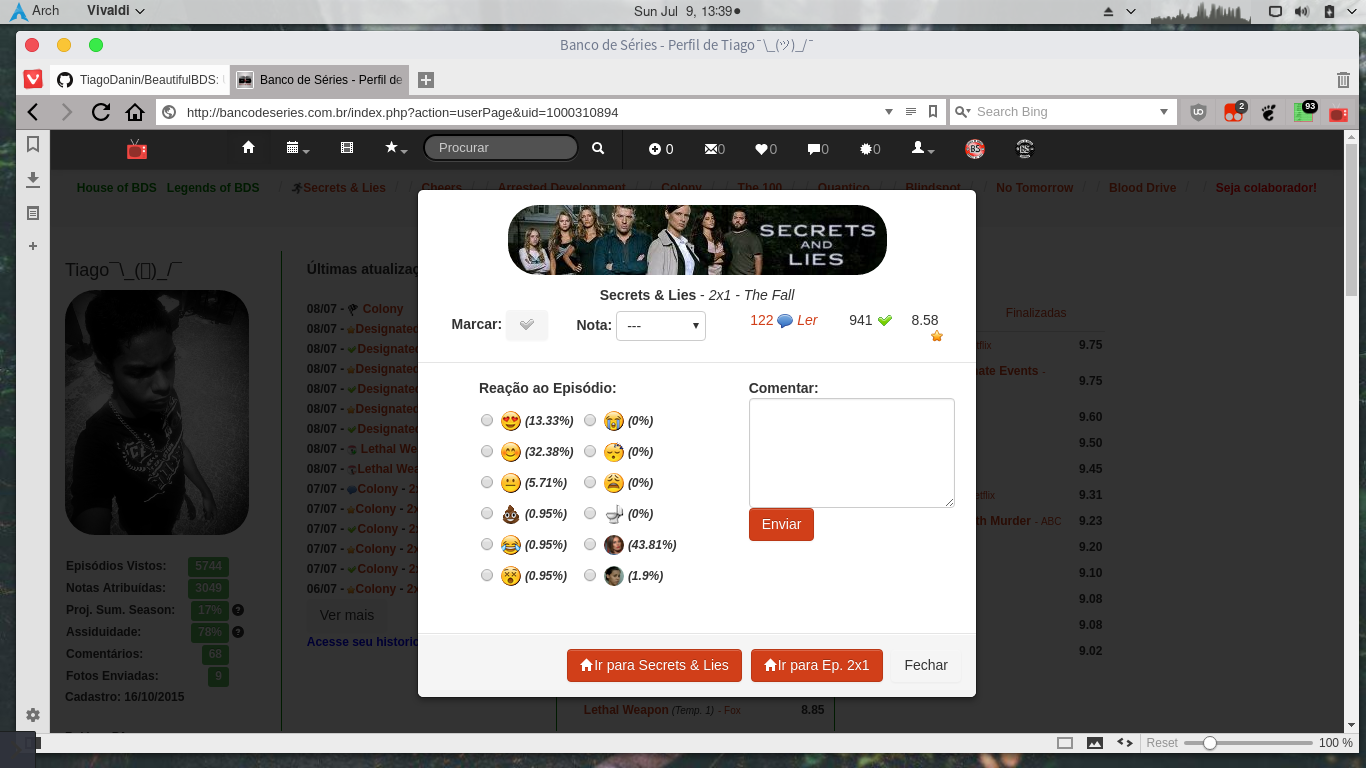 Arch
Vivaldi
Sun Jul 9, 13:39
Banco de Séries - Perfil de Tiago¯\_(ツ)_/¯
TiagoDanin/BeautifulBDS:
Banco de Séries - Perfil de
http://bancodeseries.com.br/index.php?action=userPage&uid=1000310894
Search Bing
2
93
Procurar
0
0
0
0
0
House of BDS
Legends of BDS
/ Secrets & Lies / / Cheers / Arrested Development / Colony / The 100 / Quantico / Blindspot / No Tomorrow / / Blood Drive / / Seja colaborador!
Tiago¯\_([])_/¯
Episódios Vistos: 5744
Notas Atribuídas: 3049
Proj. Sum. Season: 17%
Assiduidade: 78%
Comentários: 68
Fotos Enviadas: 9
Cadastro: 16/10/2015
Últimas atualizaç
08/07 - Colony
08/07 - Designated
08/07 - Designated
08/07 - Designated
08/07 - Designated
08/07 - Designated
08/07 - Designated
08/07 - Lethal Wea
08/07 - Lethal Wea
07/07 - Colony - 2x
07/07 - Colony - 2x
07/07 - Colony - 2x
07/07 - Colony - 2x
07/07 - Colony - 2x
06/07 - Colony - 2x
Ver mais
Acesse seu historic
SECRETS
AND
LIES
Secrets & Lies - 2x1 - The Fall
Marcar:
Nota: ---
122 Ler
941
8.58
Reação ao Episódio:
(13.33%) (0%)
(32.38%) (0%)
(5.71%) (0%)
(0.95%) (0%)
(0.95%) (43.81%)
(0.95%) (1.9%)
Comentar:
Enviar
Ir para Secrets & Lies
Ir para Ep. 2x1
Fechar
Finalizadas
9.75
ate Events -
9.75
9.60
9.50
9.45
9.31
th Murder - ABC 9.23
9.20
9.10
9.08
9.08
9.02
Lethal Weapon (Temp. 1) - Fox 8.85
Reset
100 %